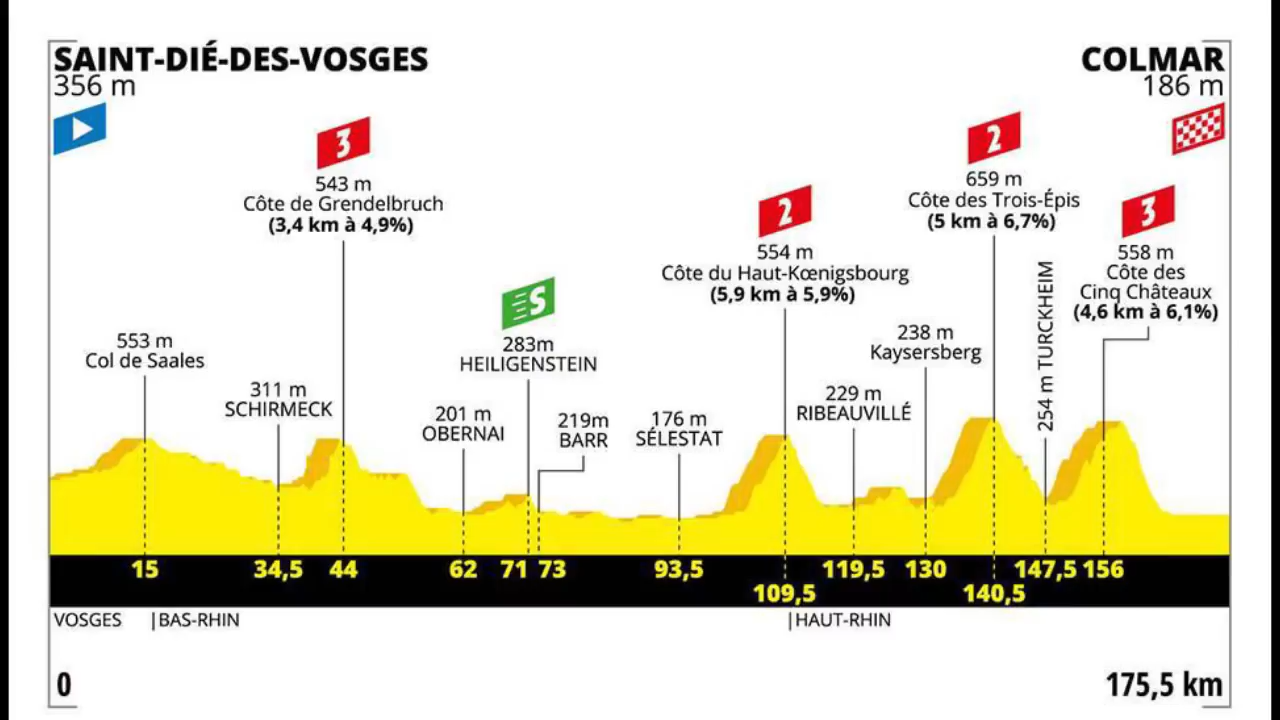 SAINT-DIÉ-DES-VOSGES
356 m
COLMAR
186 m
553 m
Col de Saales
311 m
SCHIRMECK
3
543 m
Côte de Grendelbruch
(3,4 km à 4,9%)
201 m
OBERNAI
S
283m
HEILIGENSTEIN
219m
BARR
176 m
SÉLESTAT
2
554 m
Côte du Haut-Kœnigsbourg
(5,9 km à 5,9%)
229 m
RIBEAUVILLÉ
238 m
Kaysersberg
2
659 m
Côte des Trois-Épis
(5 km à 6,7%)
254 m TURCKHEIM
3
558 m
Côte des
Cinq Châteaux
(4,6 km à 6,1%)
15 34,5 44 62 71 73 93,5 109,5 119,5 130 140,5 147,5 156
VOSGES |BAS-RHIN |HAUT-RHIN
0 175,5 km